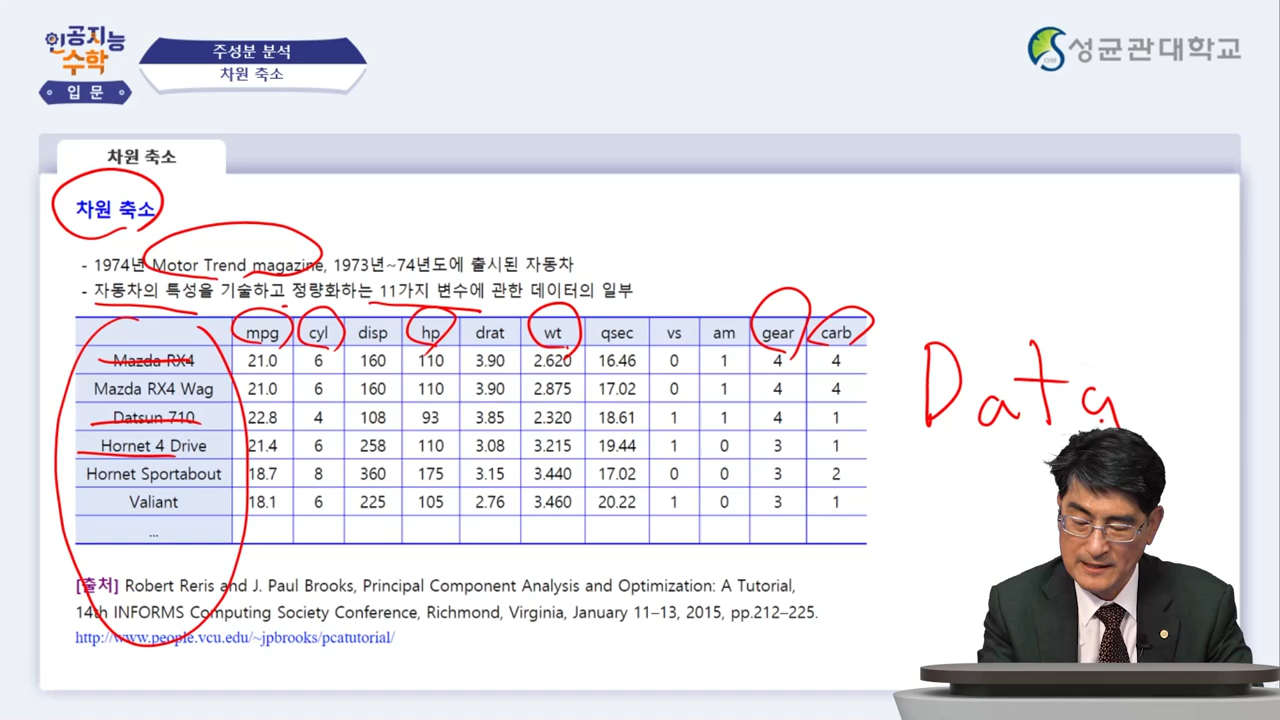 인공지능
수학
입문
주성분 분석
차원 축소
성균관대학교
차원 축소
차원 축소
- 1974년 Motor Trend magazine, 1973년~74년도에 출시된 자동차
- 자동차의 특성을 기술하고 정량화하는 11가지 변수에 관한 데이터의 일부
mpg cyl disp hp drat wt qsec vs am gear carb
Mazda RX4 21.0 6 160 110 3.90 2.620 16.46 0 1 4 4
Mazda RX4 Wag 21.0 6 160 110 3.90 2.875 17.02 0 1 4 4
Datsun 710 22.8 4 108 93 3.85 2.320 18.61 1 1 4 1
Hornet 4 Drive 21.4 6 258 110 3.08 3.215 19.44 1 0 3 1
Hornet Sportabout 18.7 8 360 175 3.15 3.440 17.02 0 0 3 2
Valiant 18.1 6 225 105 2.76 3.460 20.22 1 0 3 1
...
Data
[출처] Robert Reris and J. Paul Brooks, Principal Component Analysis and Optimization: A Tutorial,
14th INFORMS Computing Society Conference, Richmond, Virginia, January 11–13, 2015, pp.212–225.
http://www.people.vcu.edu/~jpbrooks/pcatutorial/